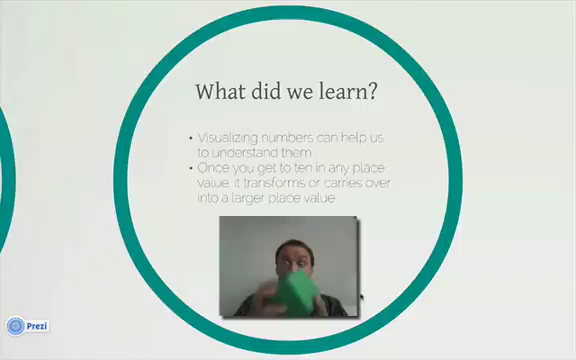 What did we learn?
• Visualizing numbers can help us
to understand them
• Once you get to ten in any place
value, it transforms or carries over
into a larger place value
Prezi